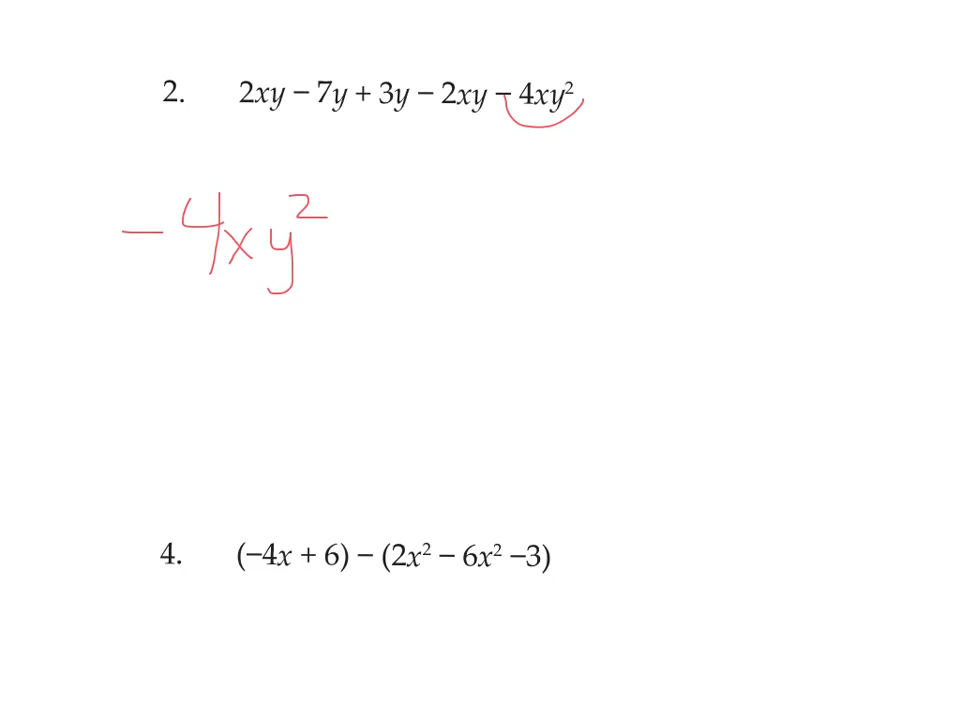 2. 2xy − 7y + 3y − 2xy − 4xy²
− 4xy²
4. (−4x + 6) − (2x² − 6x² −3)